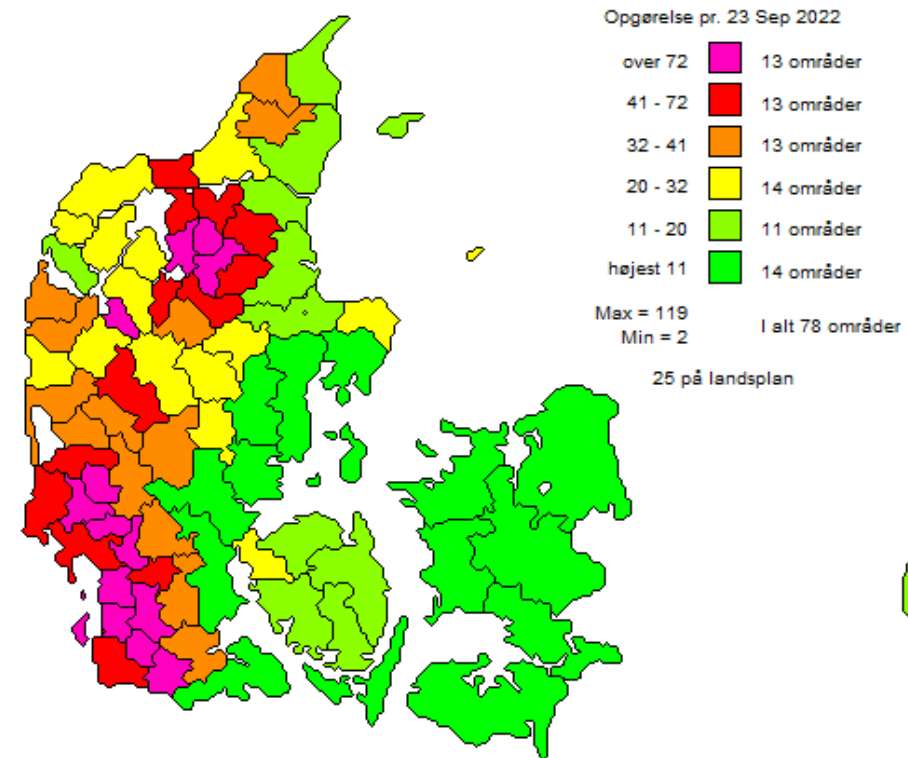 Opgørelse pr. 23 Sep 2022
over 72 13 områder
41 - 72 13 områder
32 - 41 13 områder
20 - 32 14 områder
11 - 20 11 områder
højest 11 14 områder
Max = 119
Min = 2
I alt 78 områder
25 på landsplan